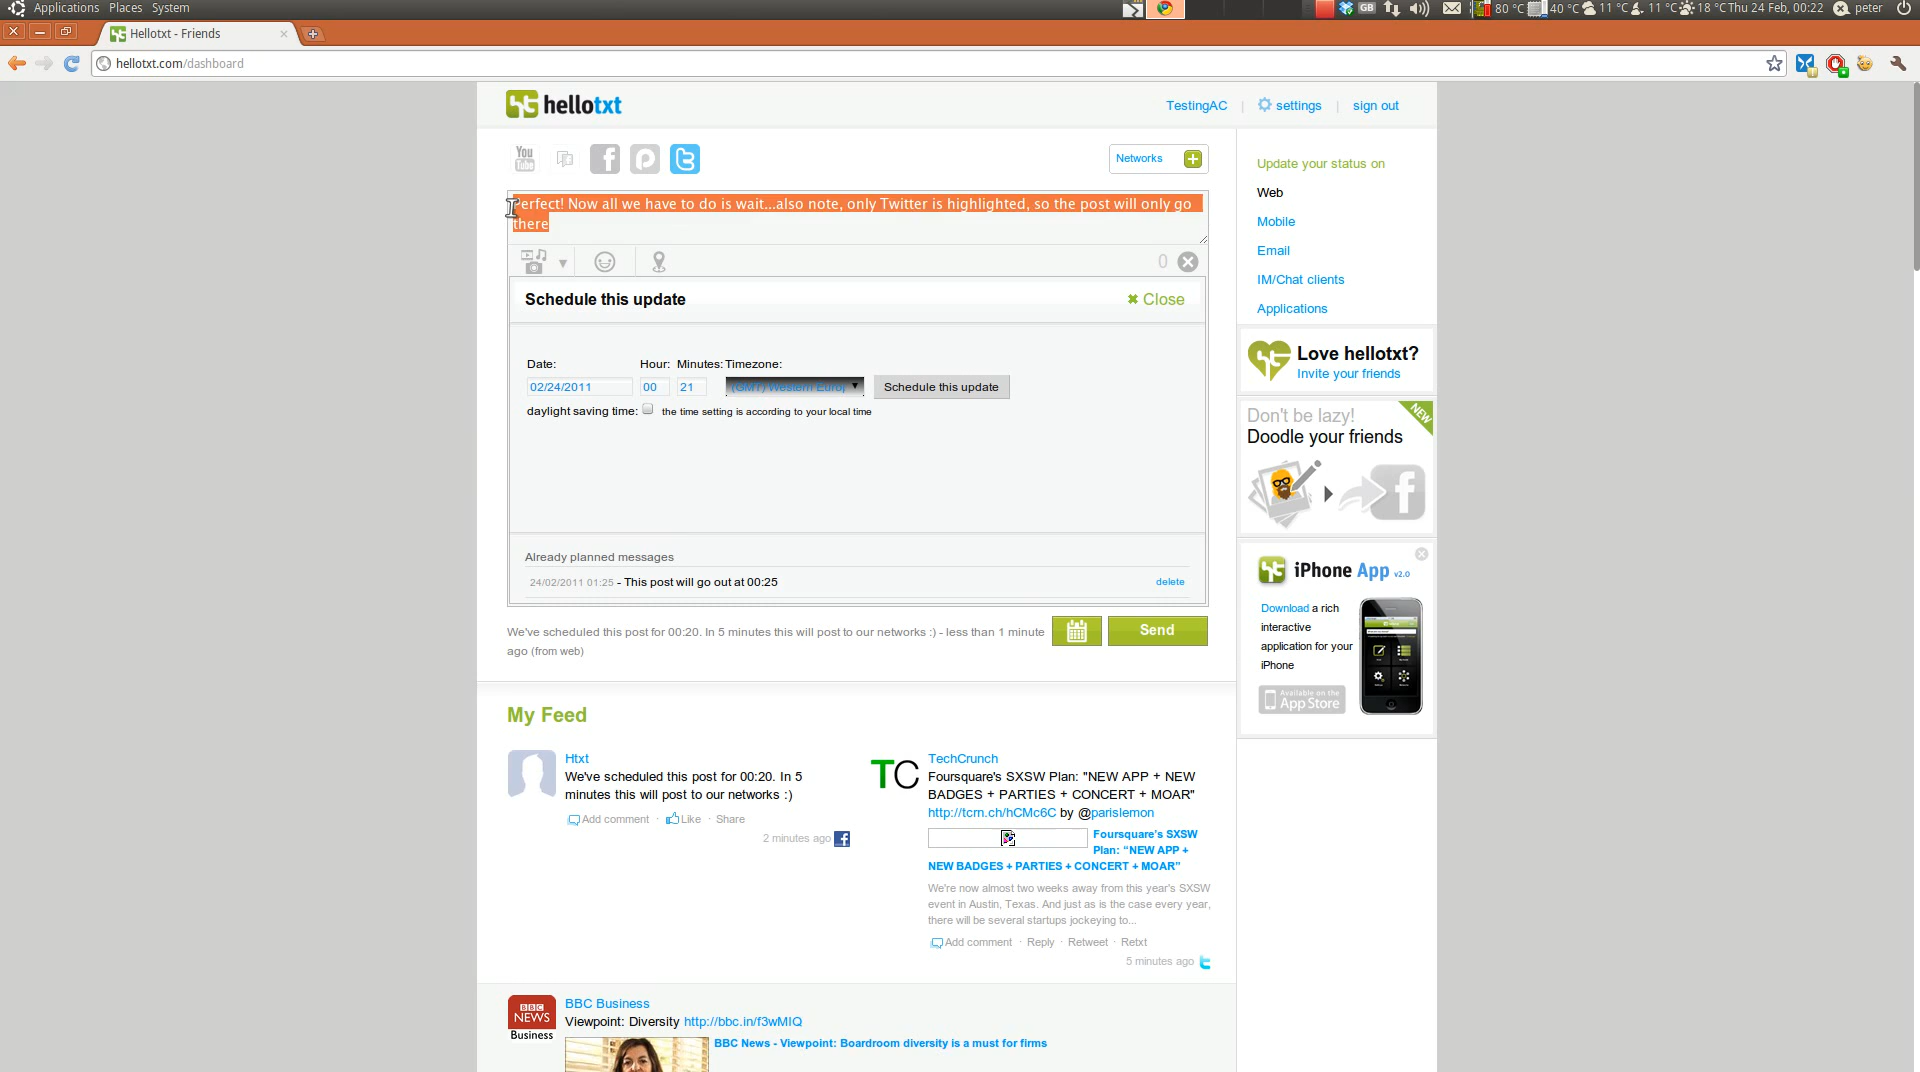 Applications Places System
GB 80 °C 40 °C 11 °C 11 °C 18 °C Thu 24 Feb, 00:22 peter
Hellotxt - Friends
hellotxt.com/dashboard
hellotxt
TestingAC | settings | sign out
You Tube
Networks
Perfect! Now all we have to do is wait...also note, only Twitter is highlighted, so the post will only go
there
0
Schedule this update
Close
Date: Hour: Minutes: Timezone:
02/24/2011 00 21 (GMT) Western Europ Schedule this update
daylight saving time: the time setting is according to your local time
Already planned messages
24/02/2011 01:25 - This post will go out at 00:25 delete
We've scheduled this post for 00:20. In 5 minutes this will post to our networks :) - less than 1 minute
ago (from web)
Send
My Feed
Htxt
We've scheduled this post for 00:20. In 5
minutes this will post to our networks :)
Add comment · Like · Share
2 minutes ago
TC
TechCrunch
Foursquare's SXSW Plan: "NEW APP + NEW
BADGES + PARTIES + CONCERT + MOAR"
http://tcrn.ch/hCMc6C by @parislemon
Foursquare's SXSW
Plan: “NEW APP +
NEW BADGES + PARTIES + CONCERT + MOAR”
We're now almost two weeks away from this year's SXSW
event in Austin, Texas. And just as is the case every year,
there will be several startups jockeying to...
Add comment · Reply · Retweet · Retxt
5 minutes ago
BBC
NEWS
Business
BBC Business
Viewpoint: Diversity http://bbc.in/f3wMIQ
BBC News - Viewpoint: Boardroom diversity is a must for firms
Update your status on
Web
Mobile
Email
IM/Chat clients
Applications
Love hellotxt?
Invite your friends
Don't be lazy!
NEW
Doodle your friends
iPhone App v2.0
Download a rich
interactive
application for your
iPhone
Available on the
App Store